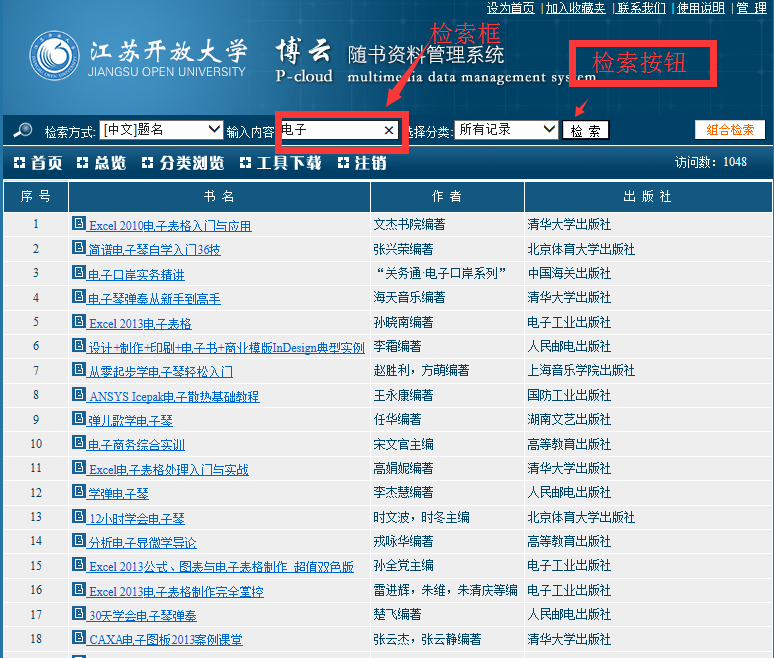 设为首页 | 加入收藏夹 | 联系我们 | 使用说明 | 管 理
检索框
江苏开放大学 博云 随书资料管理系统
检索按钮
JIANGSU OPEN UNIVERSITY P-cloud multimedia data management system
检索方式: [中文]题名 输入内容 电子 × 选择分类: 所有记录 检 索 组合检索
首页 总览 分类浏览 工具下载 注销 访问数: 1048
序 号 书 名 作 者 出 版 社
1 Excel 2010电子表格入门与应用 文杰书院编著 清华大学出版社
2 简谱电子琴自学入门36技 张兴荣编著 北京体育大学出版社
3 电子口岸实务精讲 “关务通·电子口岸系列” 中国海关出版社
4 电子琴弹奏从新手到高手 海天音乐编著 清华大学出版社
5 Excel 2013电子表格 孙晓南编著 电子工业出版社
6 设计+制作+印刷+电子书+商业模版InDesign典型实例 李霜编著 人民邮电出版社
7 从零起步学电子琴轻松入门 赵胜利，方萌编著 上海音乐学院出版社
8 ANSYS Icepak电子散热基础教程 王永康编著 国防工业出版社
9 弹儿歌学电子琴 任华编著 湖南文艺出版社
10 电子商务综合实训 宋文官主编 高等教育出版社
11 Excel电子表格处理入门与实战 高娟妮编著 清华大学出版社
12 学弹电子琴 李杰慧编著 人民邮电出版社
13 12小时学会电子琴 时文波，时冬主编 北京体育大学出版社
14 分析电子显微学导论 戎咏华编著 高等教育出版社
15 Excel 2013公式、图表与电子表格制作 超值双色版 孙全党主编 电子工业出版社
16 Excel 2013电子表格制作完全掌控 雷进辉，朱维，朱清庆等编 电子工业出版社
17 30天学会电子琴弹奏 楚飞编著 人民邮电出版社
18 CAXA电子图板2013案例课堂 张云杰，张云静编著 清华大学出版社